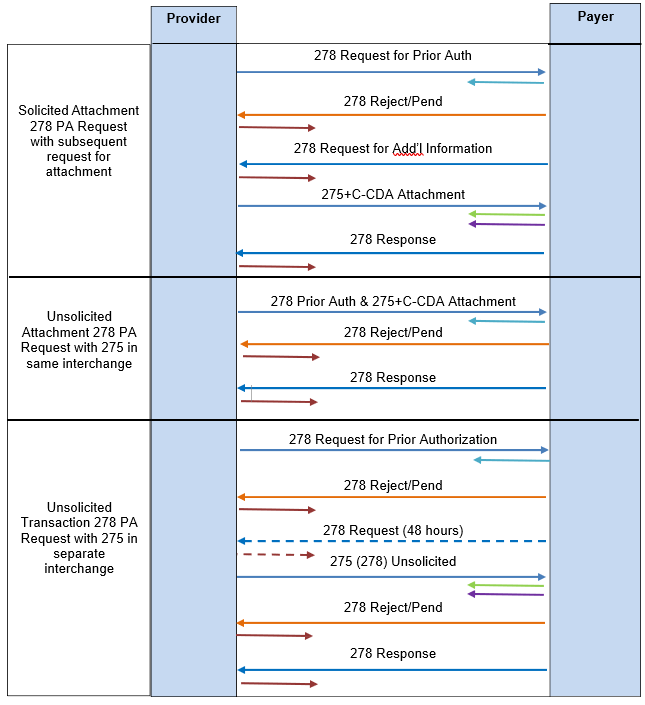 Provider
Payer
Solicited Attachment
278 PA Request
with subsequent
request for
attachment
278 Request for Prior Auth
278 Reject/Pend
278 Request for Add'l Information
275+C-CDA Attachment
278 Response
Unsolicited
Attachment 278 PA
Request with 275 in
same interchange
278 Prior Auth & 275+C-CDA Attachment
278 Reject/Pend
278 Response
Unsolicited
Transaction 278 PA
Request with 275 in
separate
interchange
278 Request for Prior Authorization
278 Reject/Pend
278 Request (48 hours)
275 (278) Unsolicited
278 Reject/Pend
278 Response